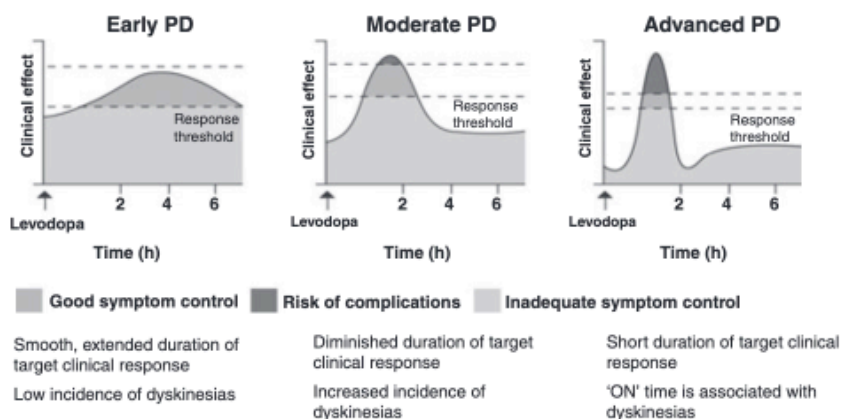 Early PD
Clinical effect
Response
threshold
2 4 6
Levodopa
Time (h)
Moderate PD
Clinical effect
Response
threshold
2 4 6
Levodopa
Time (h)
Advanced PD
Clinical effect
Response
threshold
2 4 6
Levodopa
Time (h)
Good symptom control Risk of complications Inadequate symptom control
Smooth, extended duration of
target clinical response
Low incidence of dyskinesias
Diminished duration of target
clinical response
Increased incidence of
dyskinesias
Short duration of target clinical
response
‘ON’ time is associated with
dyskinesias